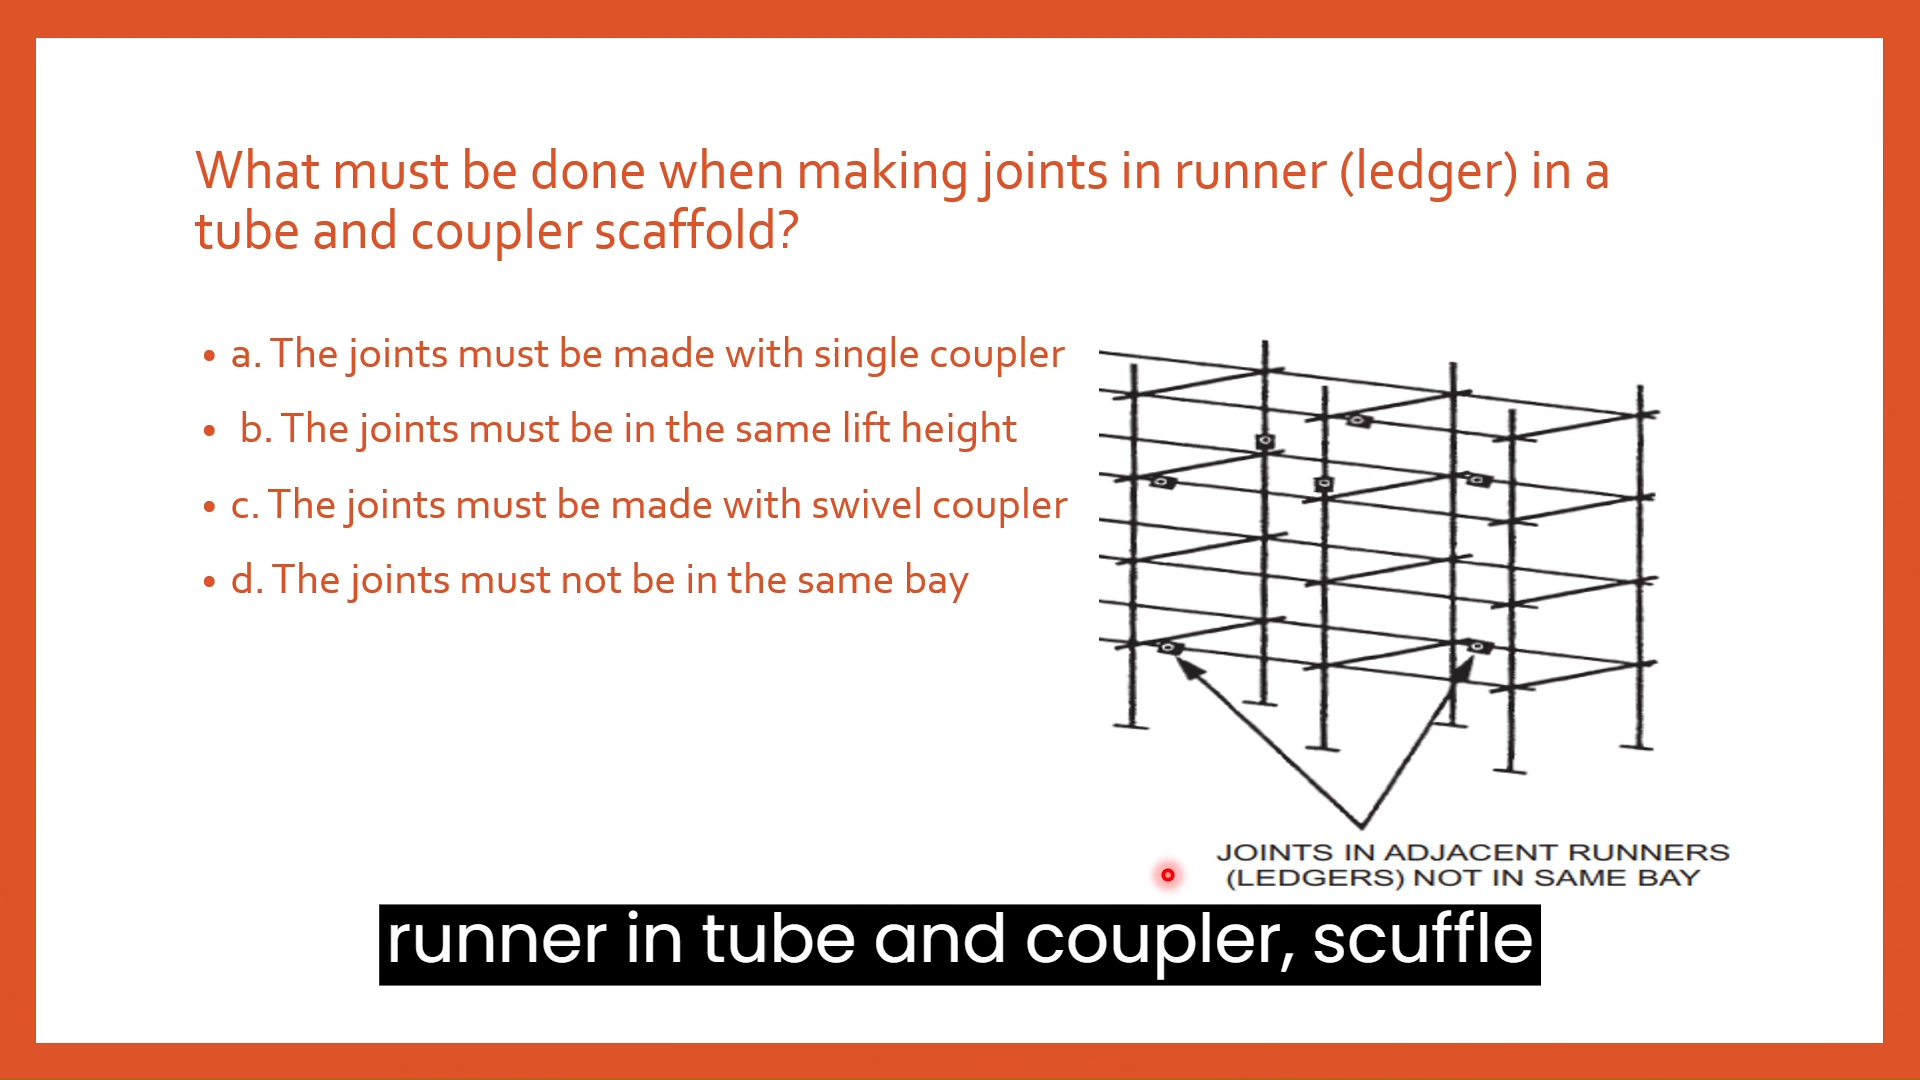 What must be done when making joints in runner (ledger) in a
tube and coupler scaffold?
• a. The joints must be made with single coupler
• b. The joints must be in the same lift height
• c. The joints must be made with swivel coupler
• d. The joints must not be in the same bay
JOINTS IN ADJACENT RUNNERS
(LEDGERS) NOT IN SAME BAY
runner in tube and coupler, scuffle